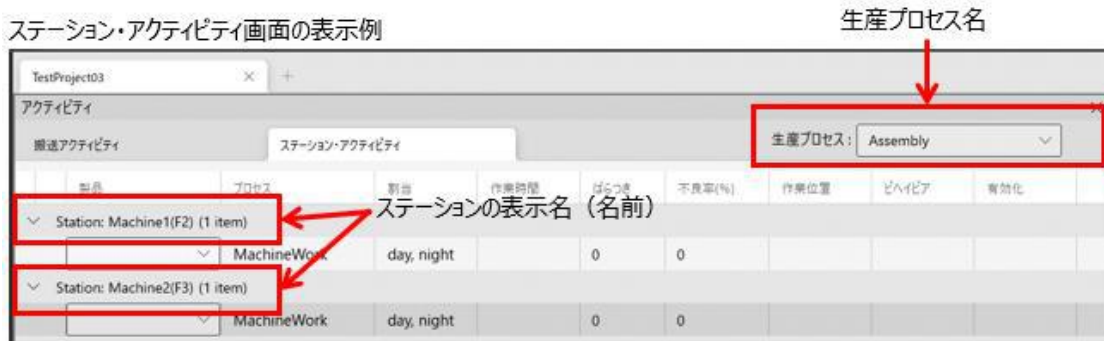 生産プロセス名
ステーション・アクティビティ画面の表示例
TestProject03 × +
アクティビティ ×
搬送アクティビティ ステーション・アクティビティ 生産プロセス: Assembly
製品 プロセス 割当 作業時間 ばらつき 不良率(%) 作業位置 ビヘイビア 有効化
ステーションの表示名（名前）
Station: Machine1(F2) (1 item)
MachineWork day, night 0 0
Station: Machine2(F3) (1 item)
MachineWork day, night 0 0